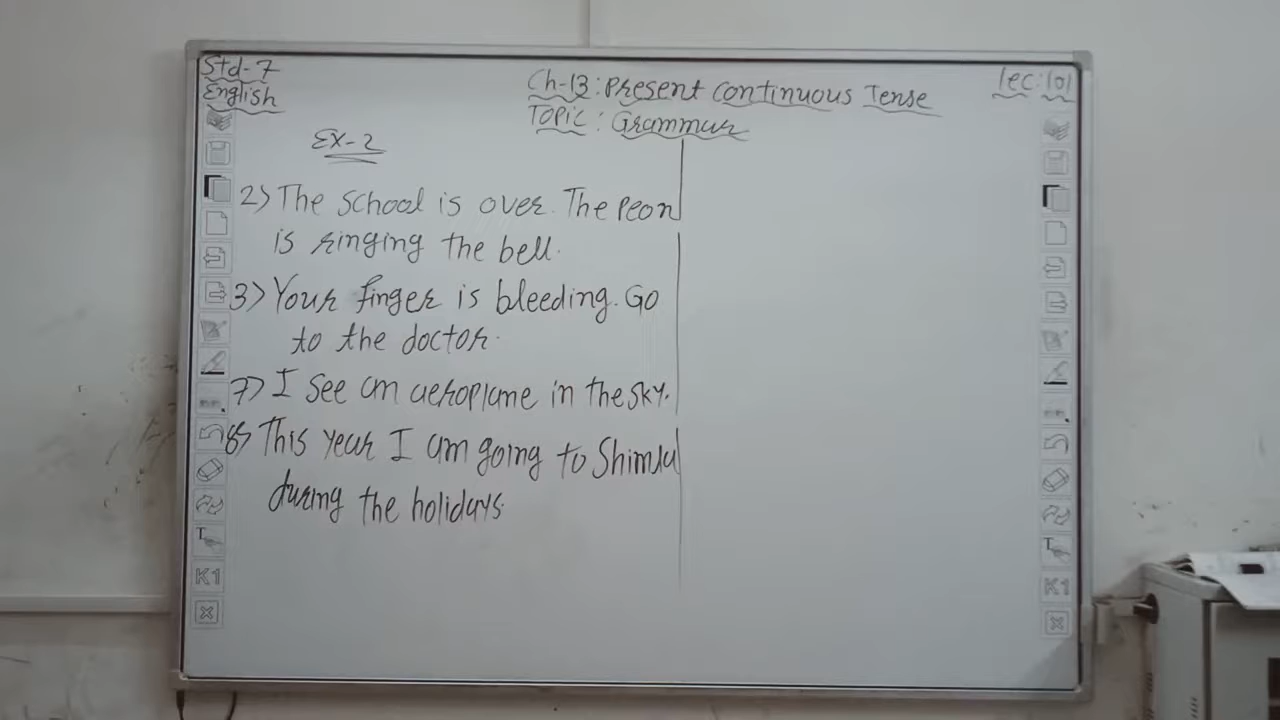 Std-7
English
Ch-13: Present Continuous Tense
Topic: Grammar
lec: 101
Ex-2
2) The school is over. The peon
is ringing the bell.
3) Your finger is bleeding. Go
to the doctor.
7) I see an aeroplane in the sky.
8) This year I am going to Shimla
during the holidays.
T
K1
T
K1